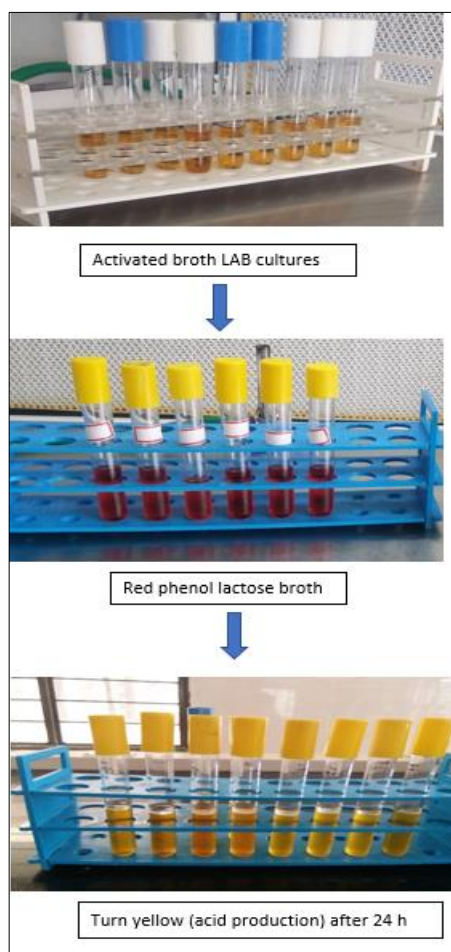 Activated broth LAB cultures
Red phenol lactose broth
Turn yellow (acid production) after 24 h